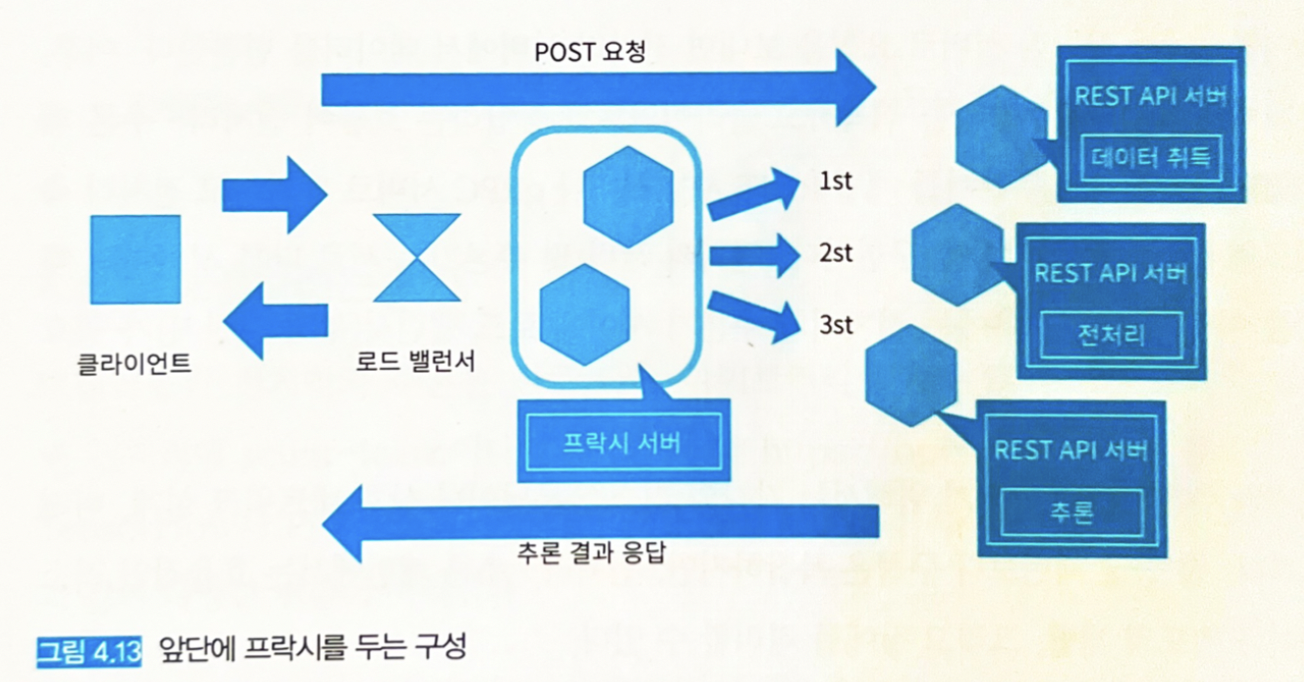 POST 요청
REST API 서버
데이터 취득
1st
2st
REST API 서버
전처리
3st
클라이언트
로드 밸런서
프락시 서버
REST API 서버
추론
추론 결과 응답
그림 4.13 앞단에 프락시를 두는 구성